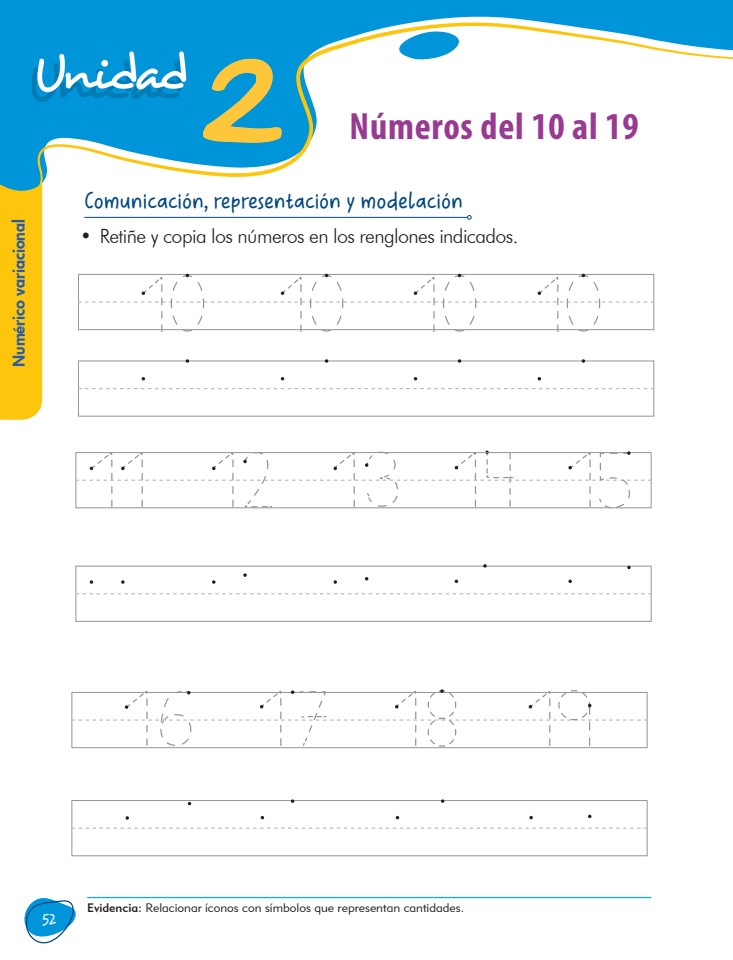 Unidad 2
Números del 10 al 19
Comunicación, representación y modelación
Numérico variacional
• Retiñe y copia los números en los renglones indicados.
10 10 10 10
11 12 13 14 15
16 17 18 19
52
Evidencia: Relacionar íconos con símbolos que representan cantidades.